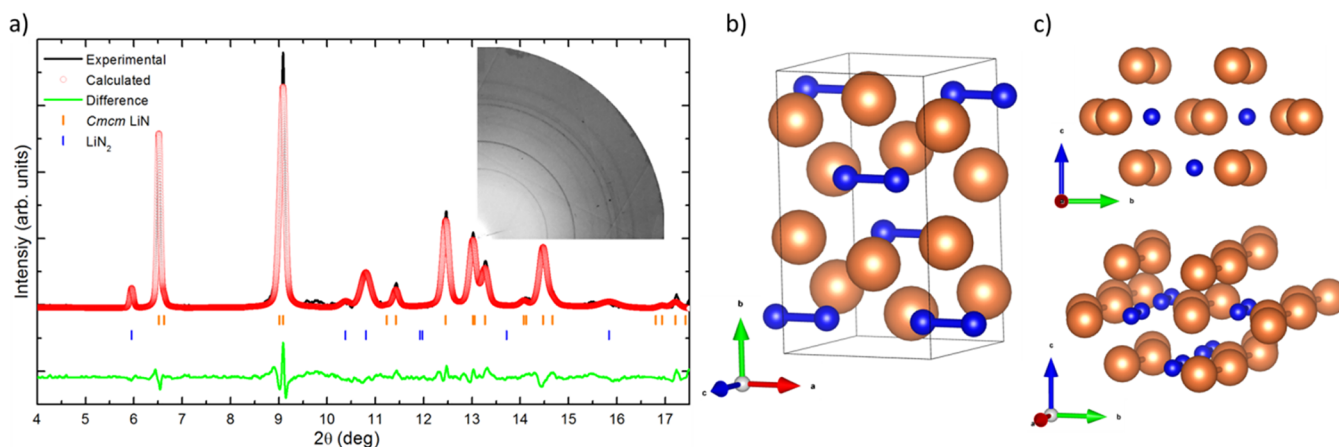 a)
Experimental
Calculated
Difference
Cmcm LiN
LiN₂
Intensiy (arb. units)
4 5 6 7 8 9 10 11 12 13 14 15 16 17
2θ (deg)
b)
b
c
a
c)
c
b
c
a
b